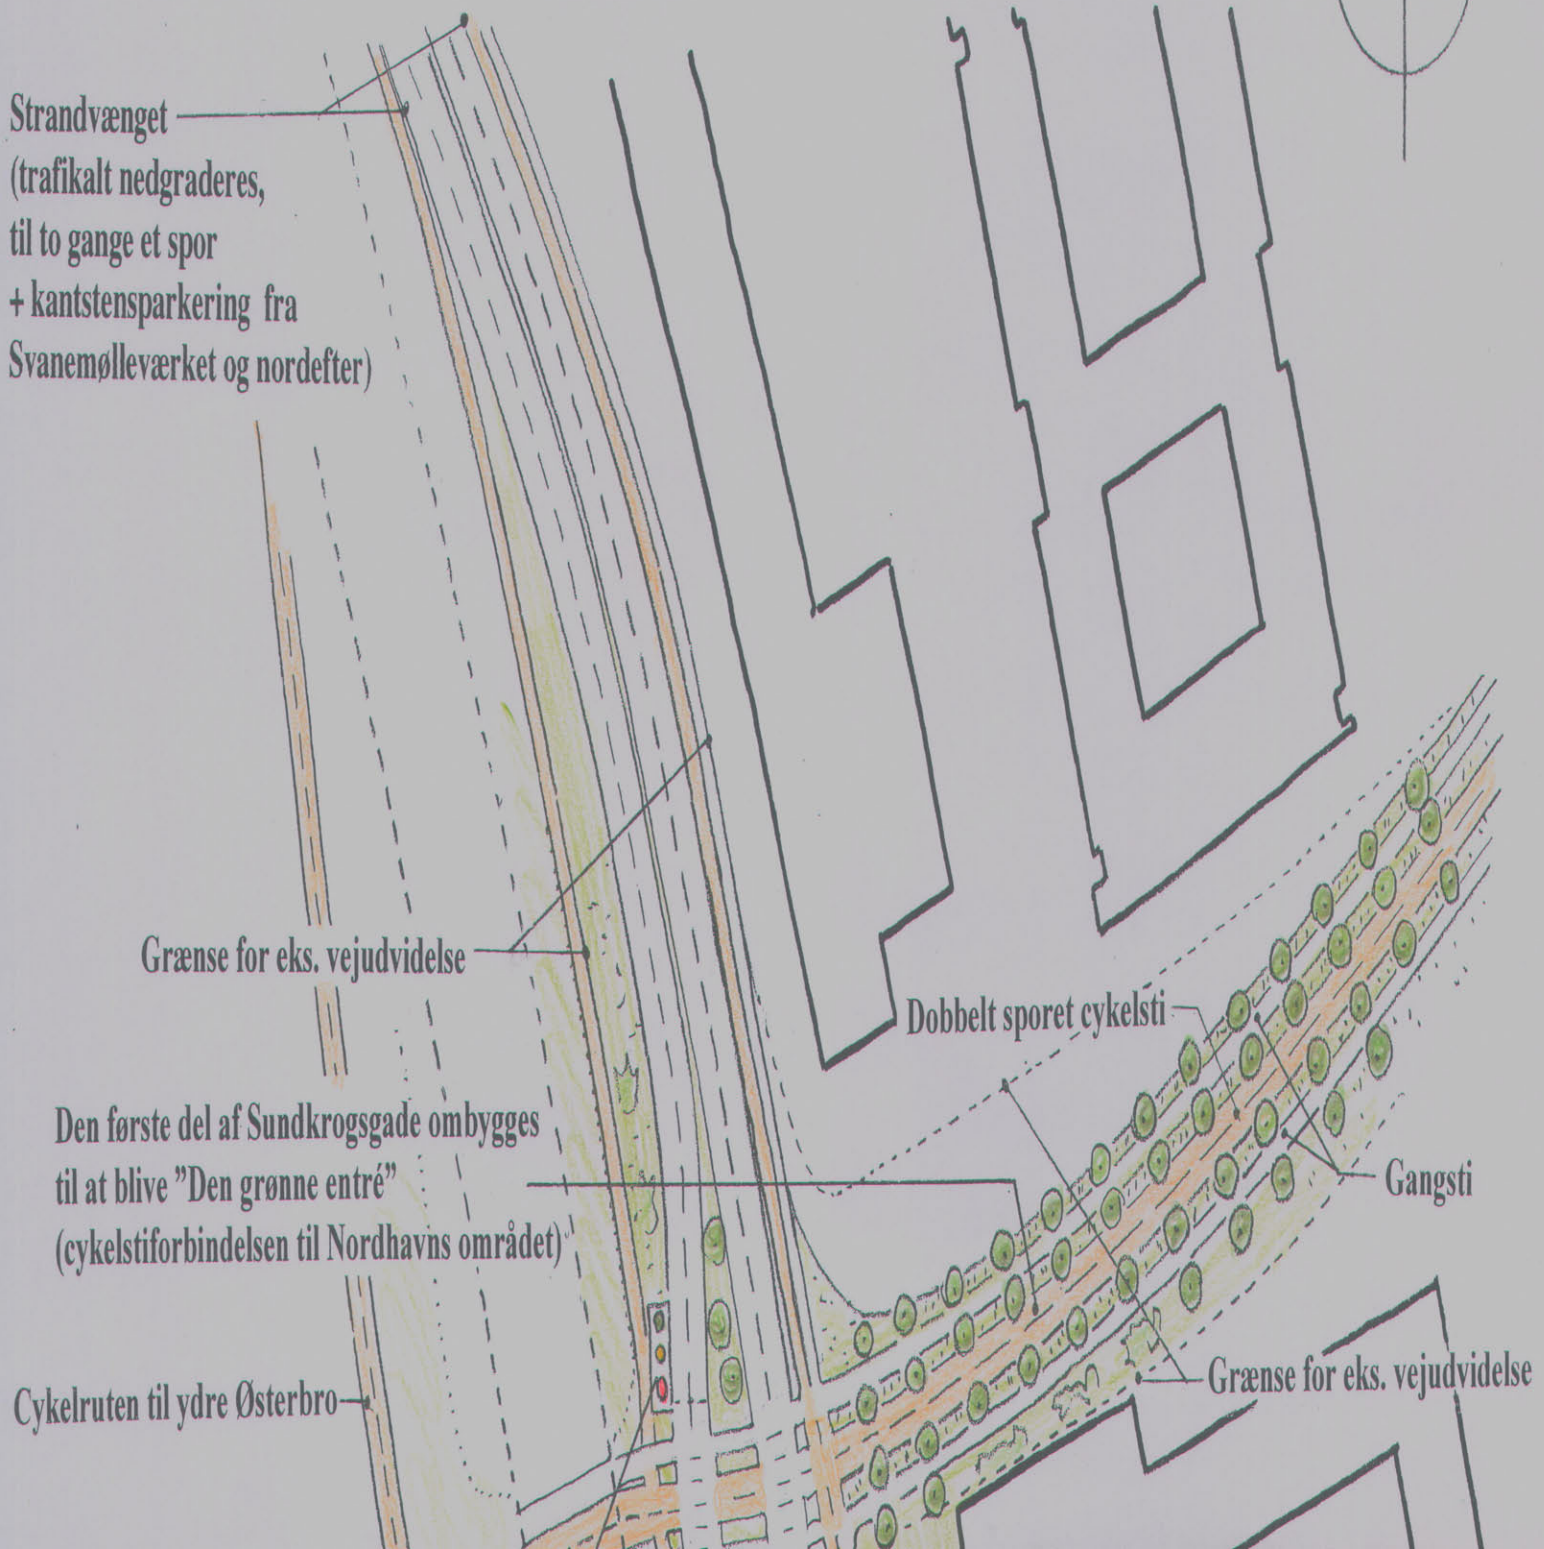 Strandvænget
(trafikalt nedgraderes,
til to gange et spor
+ kantstensparkering fra
Svanemølleværket og nordefter)
Grænse for eks. vejudvidelse
Dobbelt sporet cykelsti
Den første del af Sundkrogsgade ombygges
til at blive ”Den grønne entré”
(cykelstiforbindelsen til Nordhavns området)
Gangsti
Grænse for eks. vejudvidelse
Cykelruten til ydre Østerbro